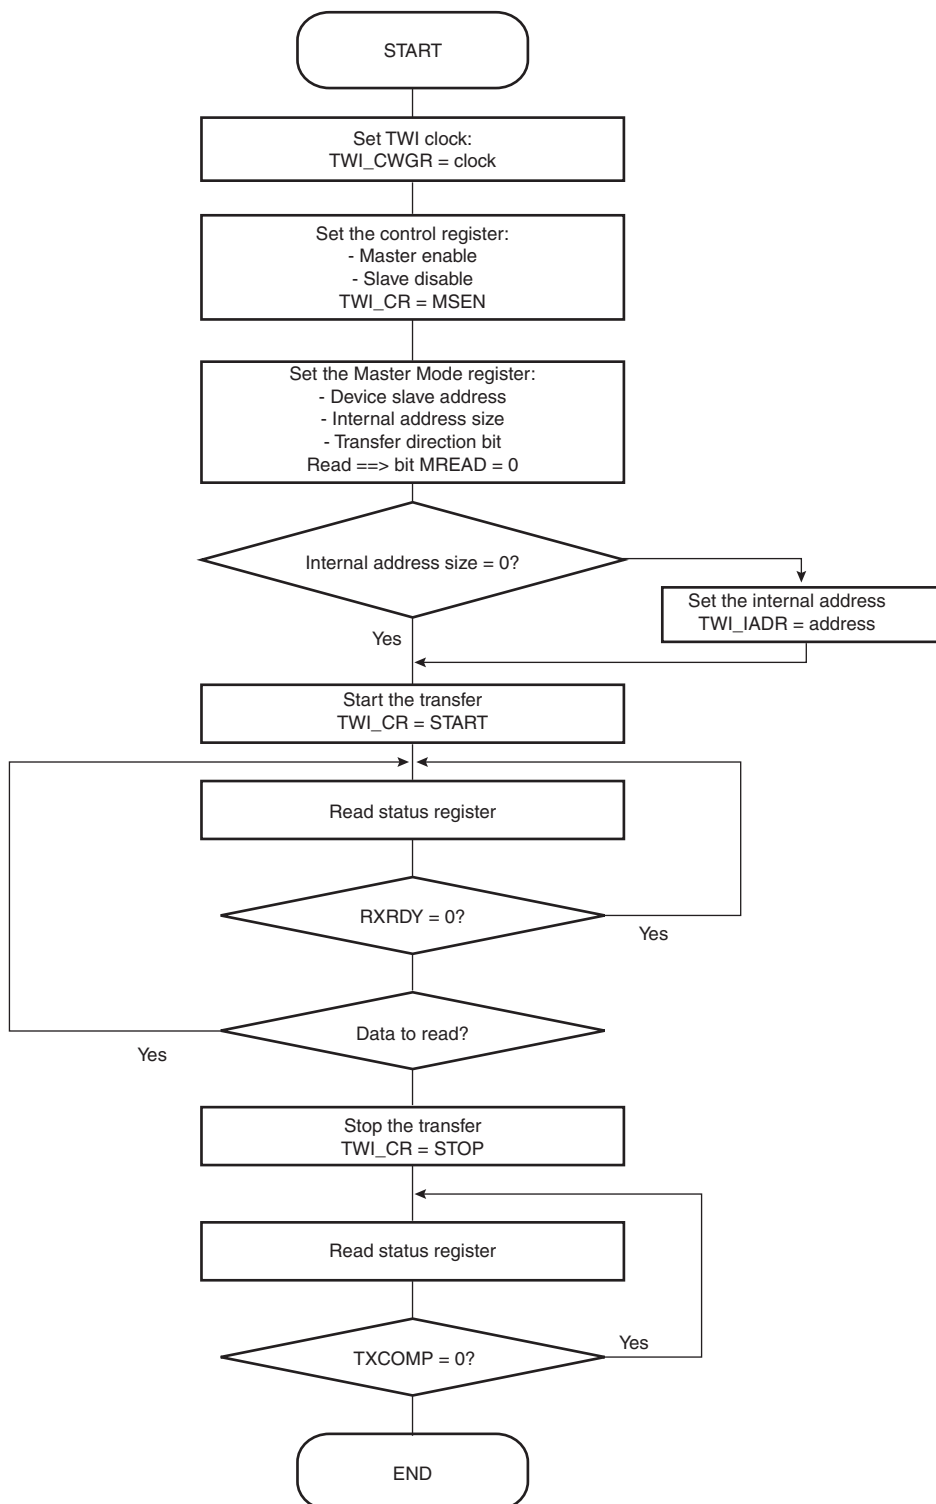 START
Set TWI clock:
TWI_CWGR = clock
Set the control register:
- Master enable
- Slave disable
TWI_CR = MSEN
Set the Master Mode register:
- Device slave address
- Internal address size
- Transfer direction bit
Read ==> bit MREAD = 0
Internal address size = 0?
Set the internal address
TWI_IADR = address
Yes
Start the transfer
TWI_CR = START
Read status register
RXRDY = 0?
Yes
Data to read?
Yes
Stop the transfer
TWI_CR = STOP
Read status register
Yes
TXCOMP = 0?
END